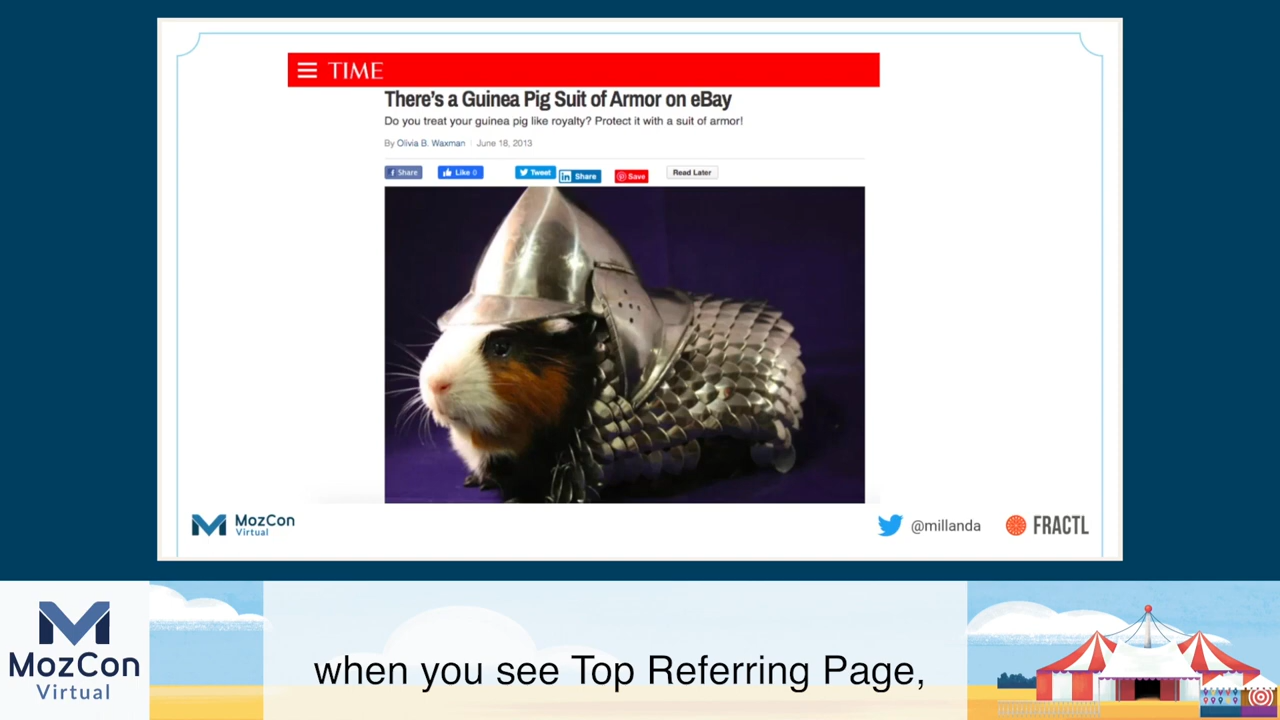 TIME
There's a Guinea Pig Suit of Armor on eBay
Do you treat your guinea pig like royalty? Protect it with a suit of armor!
By Olivia B. Waxman | June 18, 2013
f Share Like 0 Tweet in Share Save Read Later
MozCon
Virtual
@millanda FRACTL
MozCon
Virtual
when you see Top Referring Page,